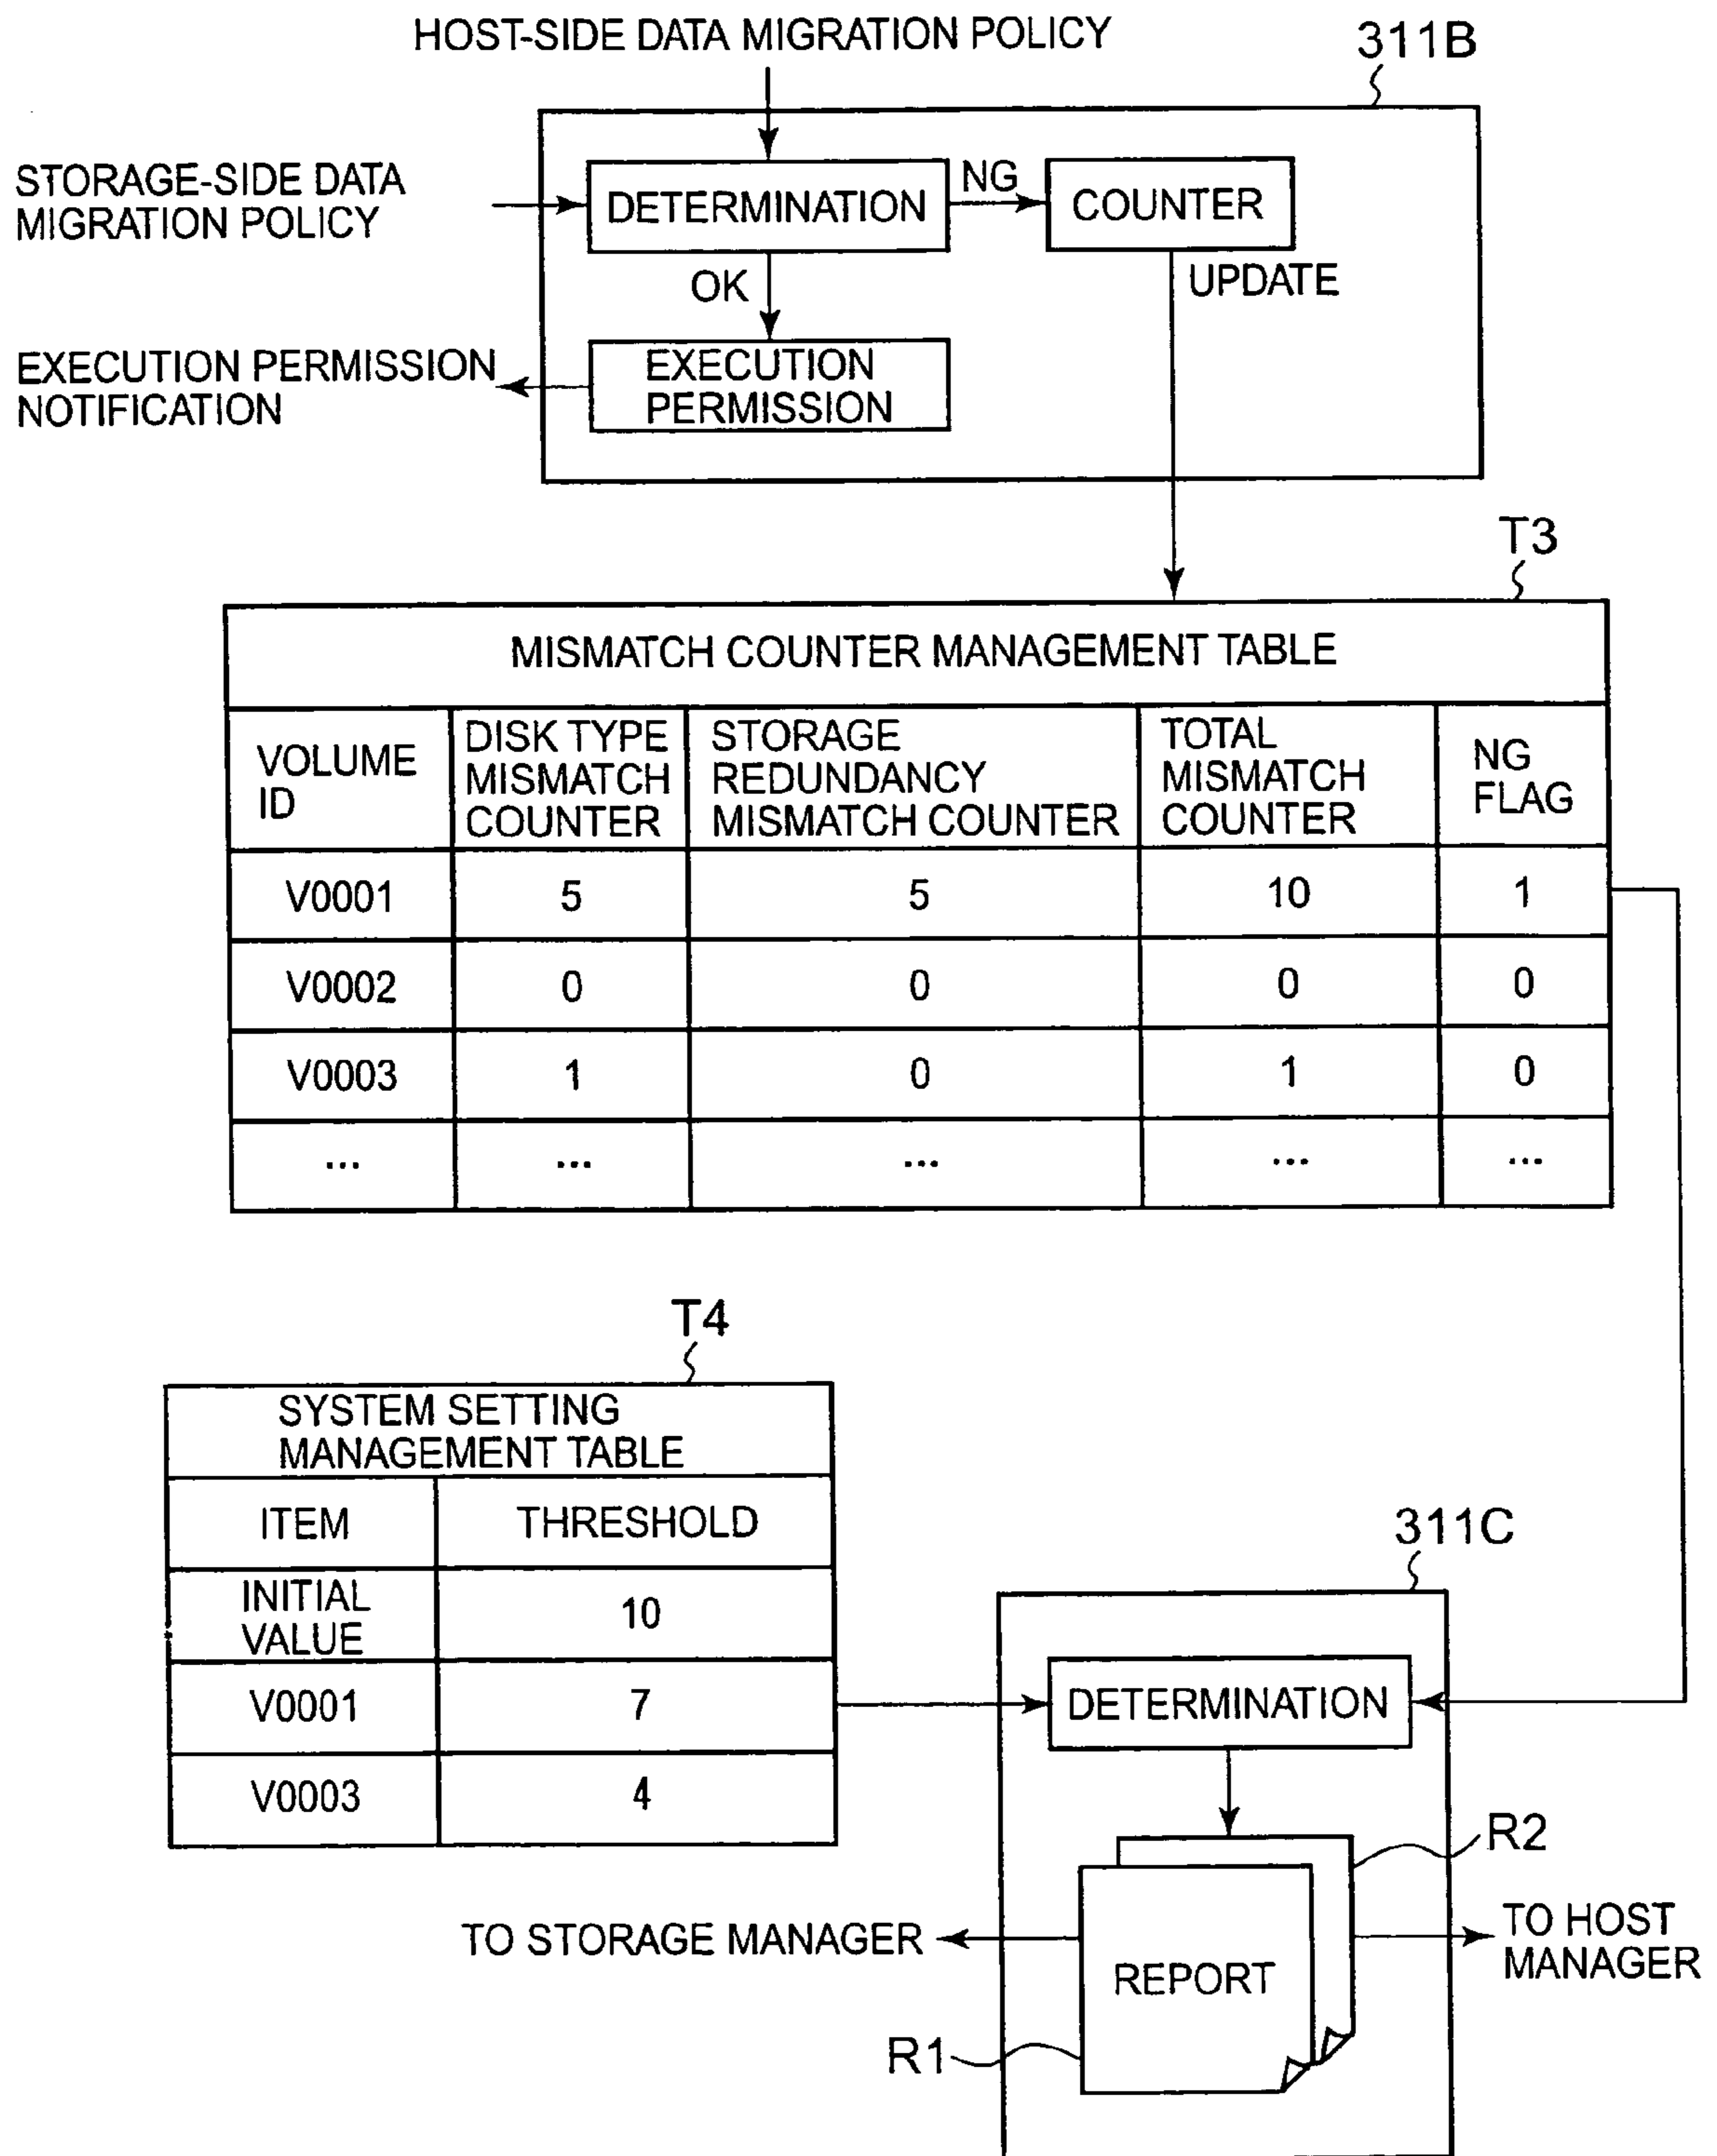 HOST-SIDE DATA MIGRATION POLICY
311B
STORAGE-SIDE DATA
MIGRATION POLICY
DETERMINATION
NG
COUNTER
OK
UPDATE
EXECUTION PERMISSION
NOTIFICATION
EXECUTION
PERMISSION
T3
MISMATCH COUNTER MANAGEMENT TABLE
VOLUME
ID
DISK TYPE
MISMATCH
COUNTER
STORAGE
REDUNDANCY
MISMATCH COUNTER
TOTAL
MISMATCH
COUNTER
NG
FLAG
V0001 5 5 10 1
V0002 0 0 0 0
V0003 1 0 1 0
... ... ... ... ...
T4
SYSTEM SETTING
MANAGEMENT TABLE
ITEM THRESHOLD
INITIAL
VALUE
10
V0001 7
V0003 4
311C
DETERMINATION
R2
TO STORAGE MANAGER
REPORT
TO HOST
MANAGER
R1